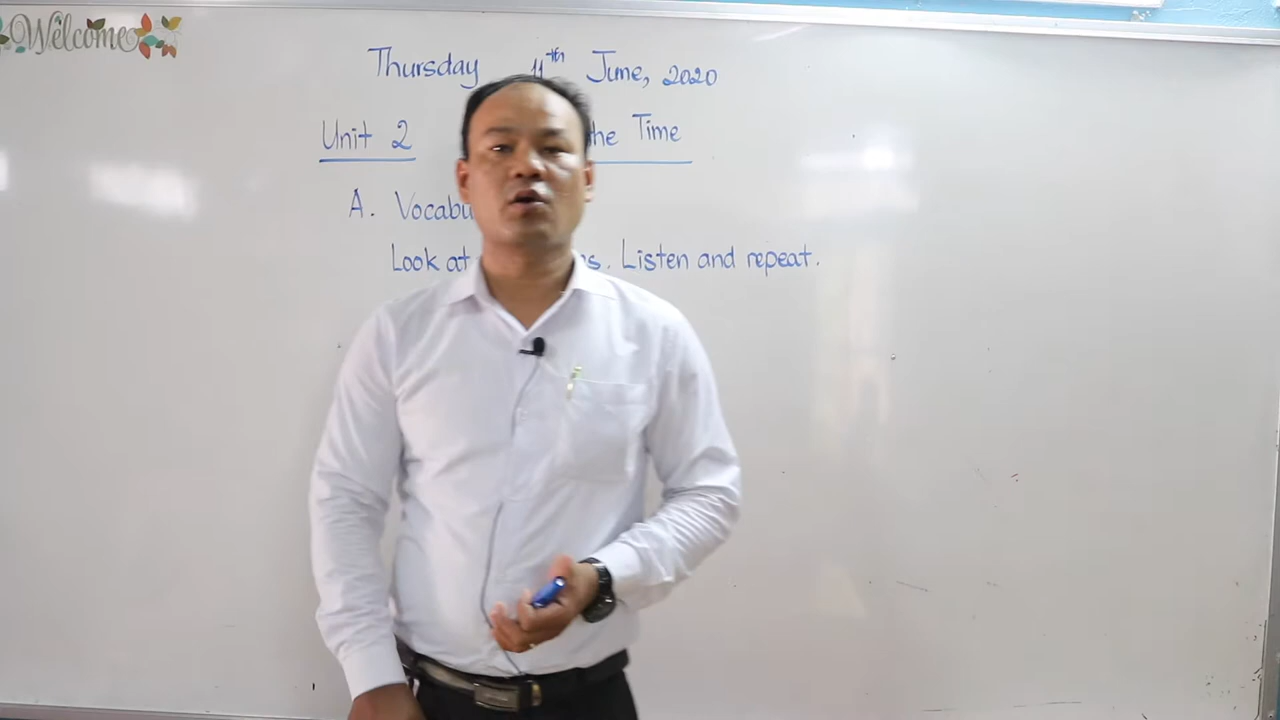 Welcome
Thursday 11th June, 2020
Unit 2 the Time
A. Vocabu
Look at s. Listen and repeat.